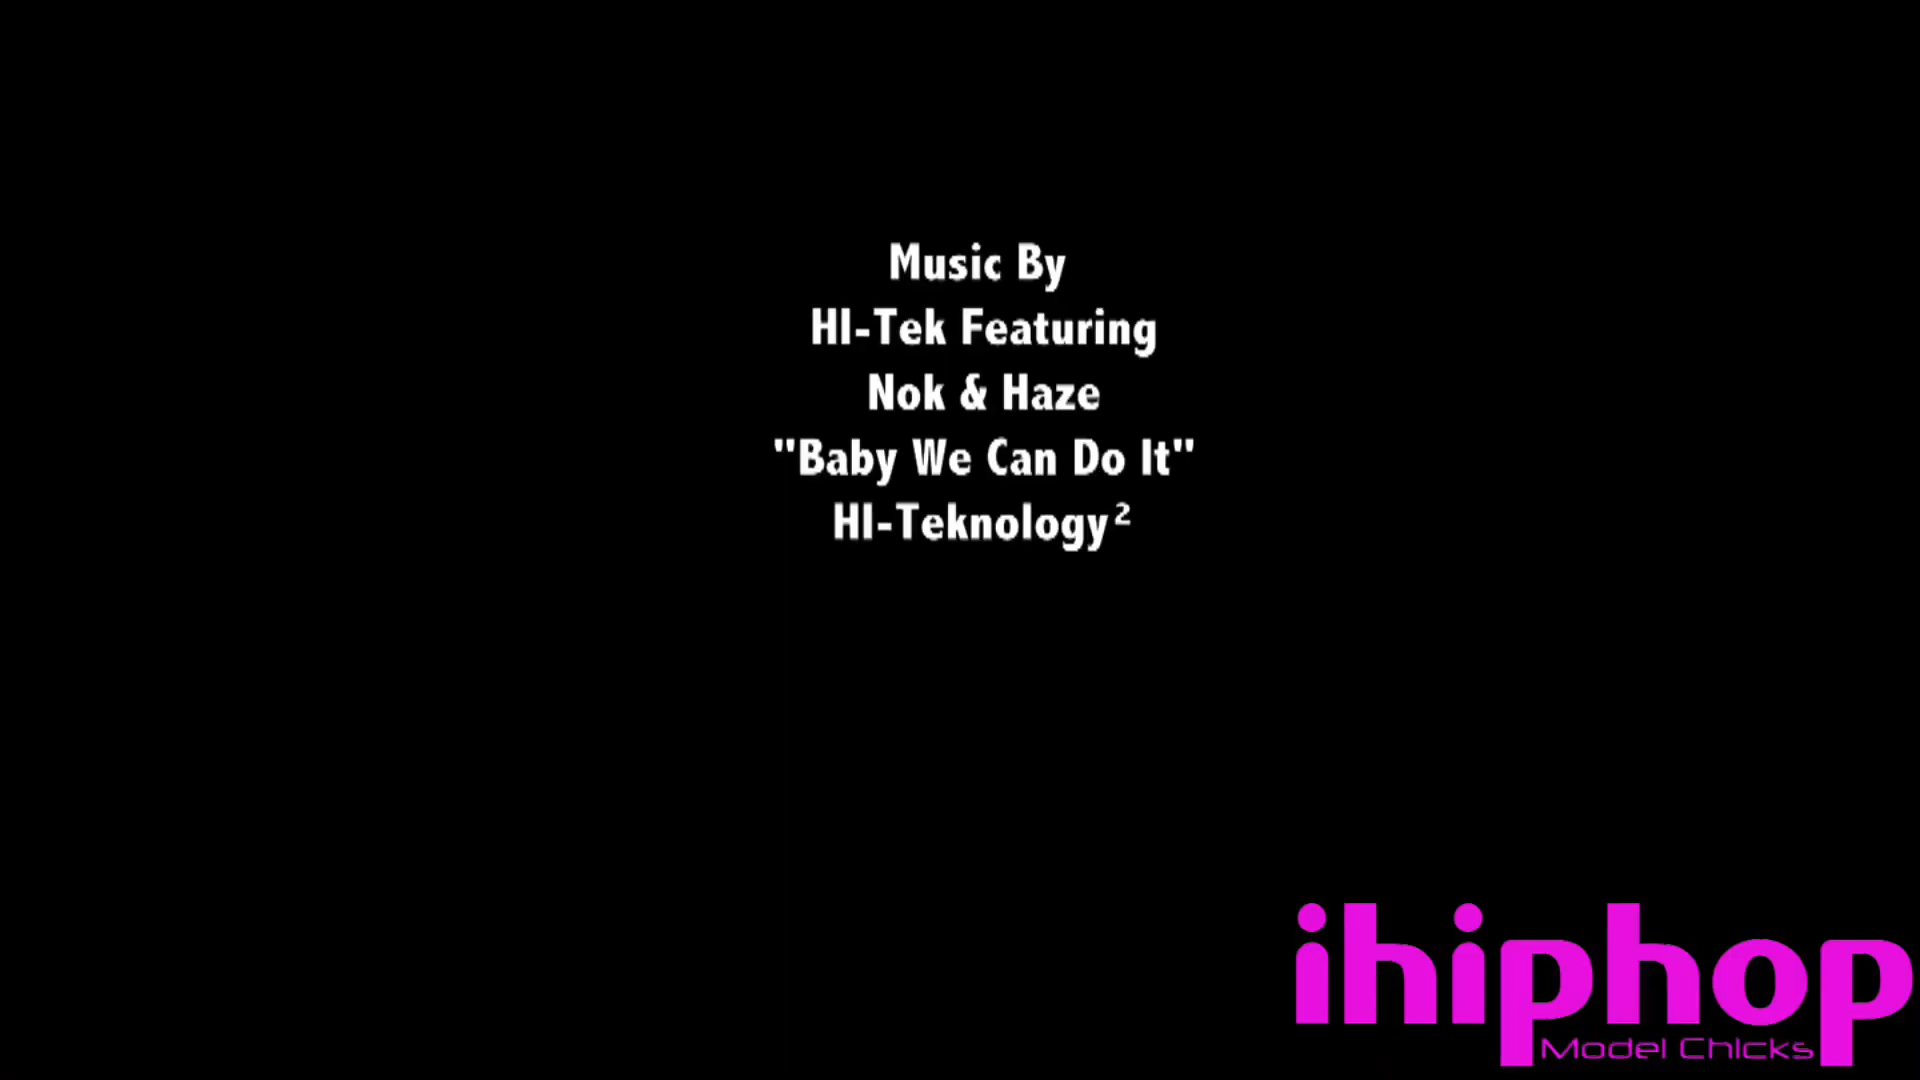 Music By
HI-Tek Featuring
Nok & Haze
"Baby We Can Do It"
HI-Teknology²
ihiphop
Model Chicks